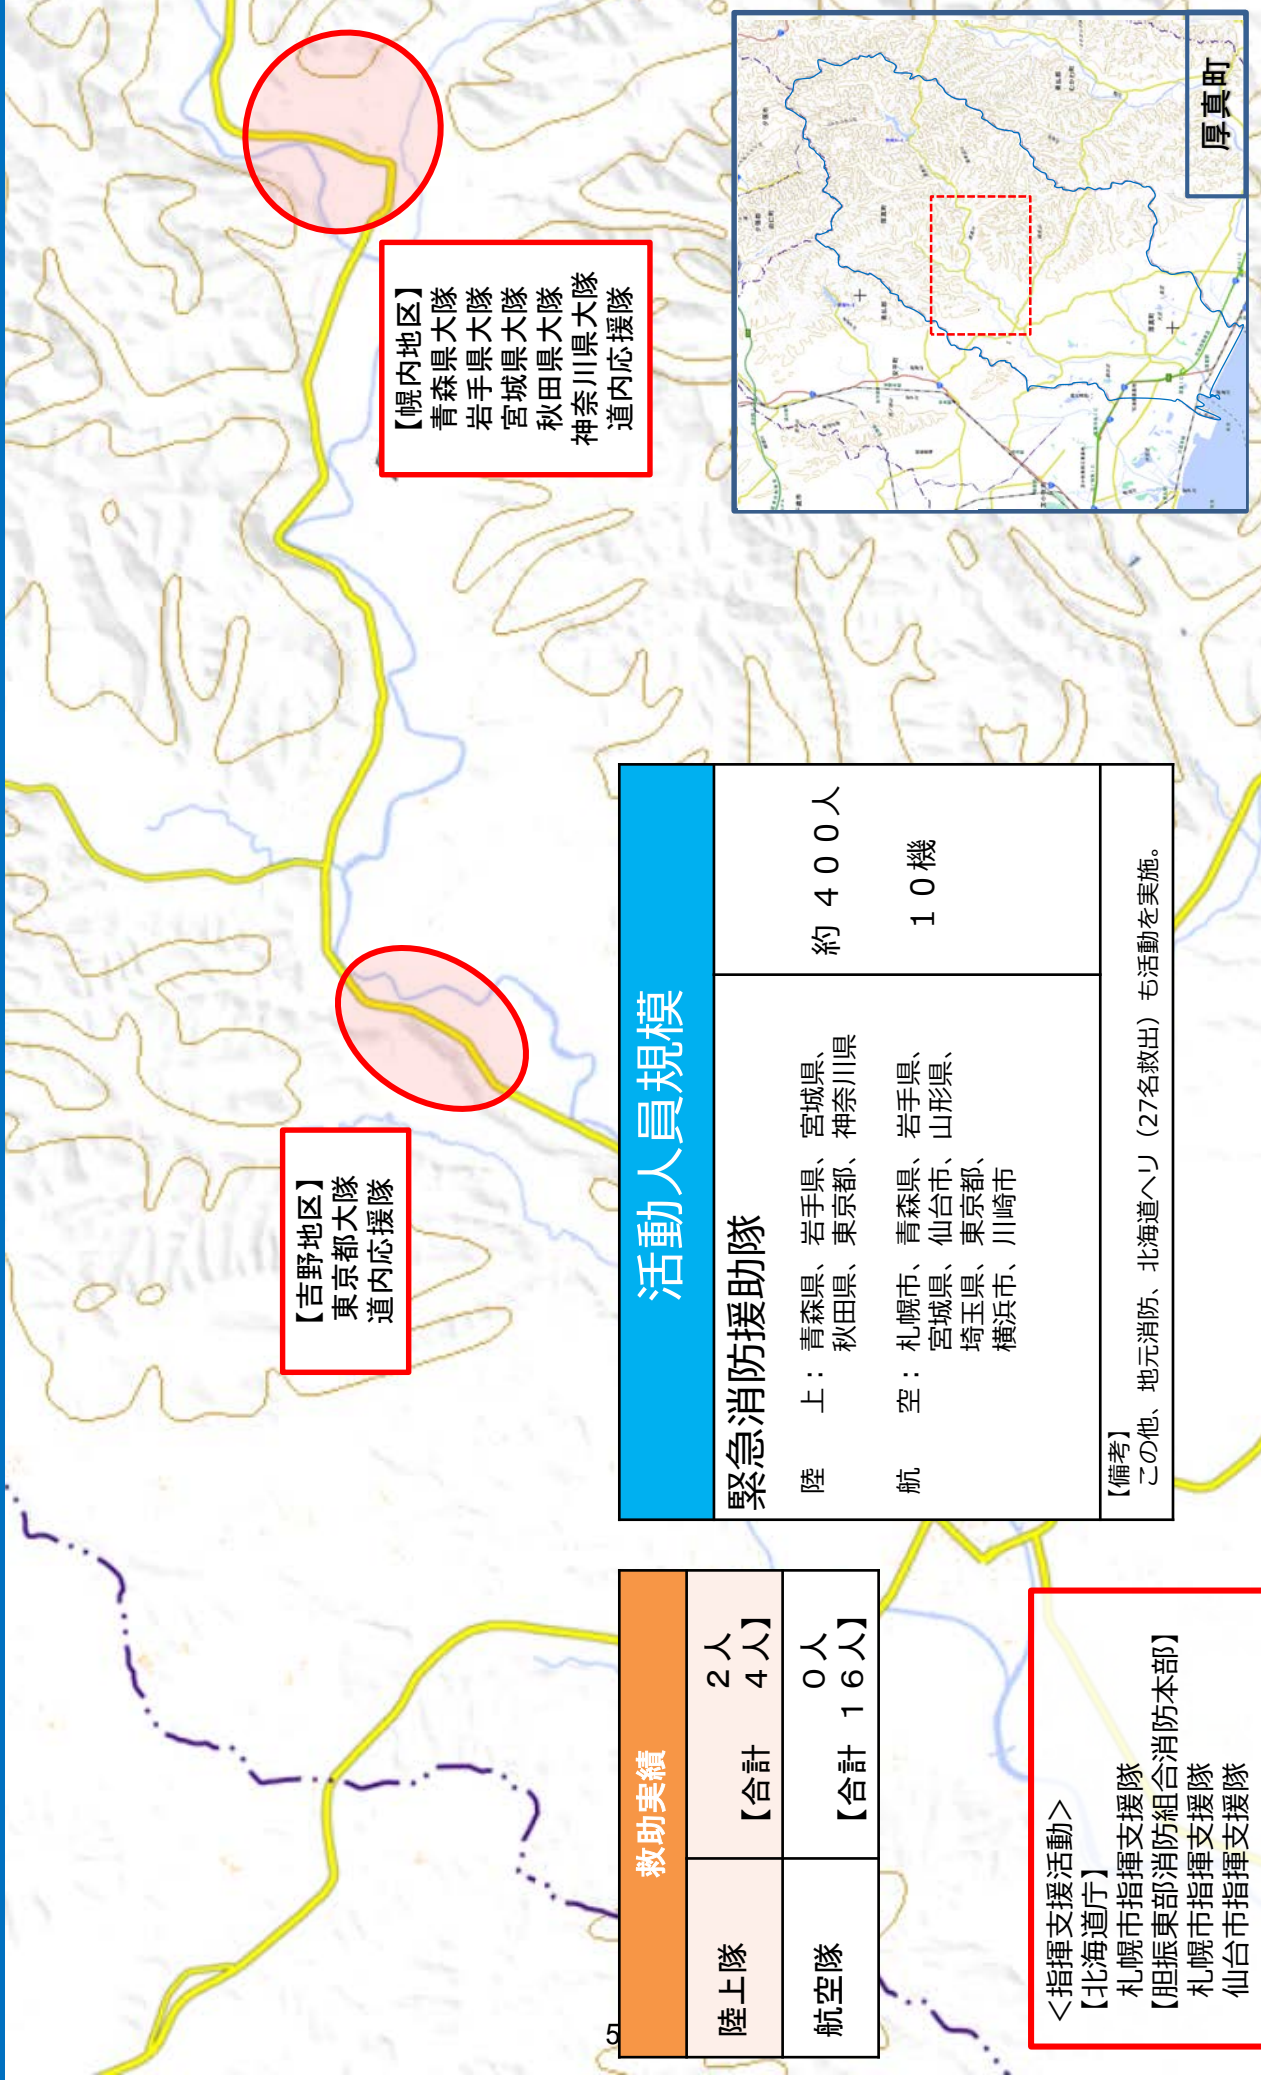 【吉野地区】
東京都大隊
道内応援隊
【幌内地区】
青森県大隊
岩手県大隊
宮城県大隊
秋田県大隊
神奈川県大隊
道内応援隊
救助実績
陸上隊 2人
【合計 4人】
航空隊 0人
【合計 16人】
活動人員規模
緊急消防援助隊
陸 上：青森県、岩手県、宮城県、 約400人
秋田県、東京都、神奈川県
航 空：札幌市、青森県、岩手県、 10機
宮城県、仙台市、山形県、
埼玉県、東京都、
横浜市、川崎市
【備考】
この他、地元消防、北海道ヘリ（27名救出）も活動を実施。
＜指揮支援活動＞
【北海道庁】
札幌市指揮支援隊
【胆振東部消防組合消防本部】
札幌市指揮支援隊
仙台市指揮支援隊
厚真町
5